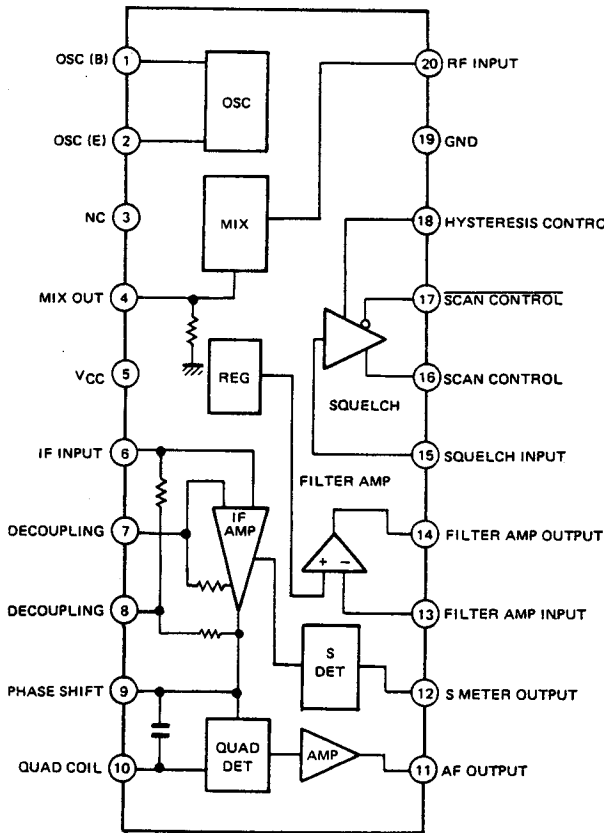 OSC (B)
1
OSC
20
RF INPUT
OSC (E)
2
19
GND
NC
3
MIX
18
HYSTERESIS CONTROL
MIX OUT
4
17
SCAN CONTROL
VCC
5
REG
16
SCAN CONTROL
SQUELCH
IF INPUT
6
15
SQUELCH INPUT
FILTER AMP
DECOUPLING
7
IF
AMP
14
FILTER AMP OUTPUT
+ −
DECOUPLING
8
13
FILTER AMP INPUT
S
DET
PHASE SHIFT
9
12
S METER OUTPUT
QUAD COIL
10
QUAD
DET
AMP
11
AF OUTPUT